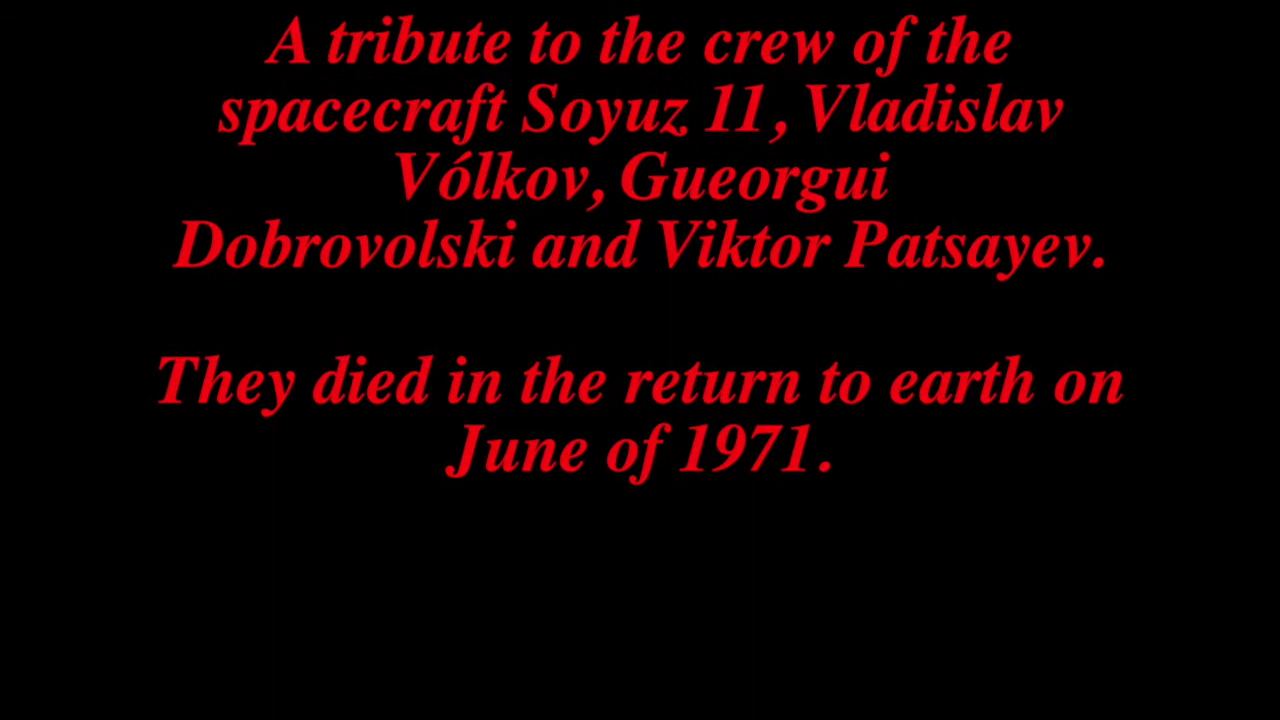 A tribute to the crew of the
spacecraft Soyuz 11, Vladislav
Vólkov, Gueorgui
Dobrovolski and Viktor Patsayev.
They died in the return to earth on
June of 1971.